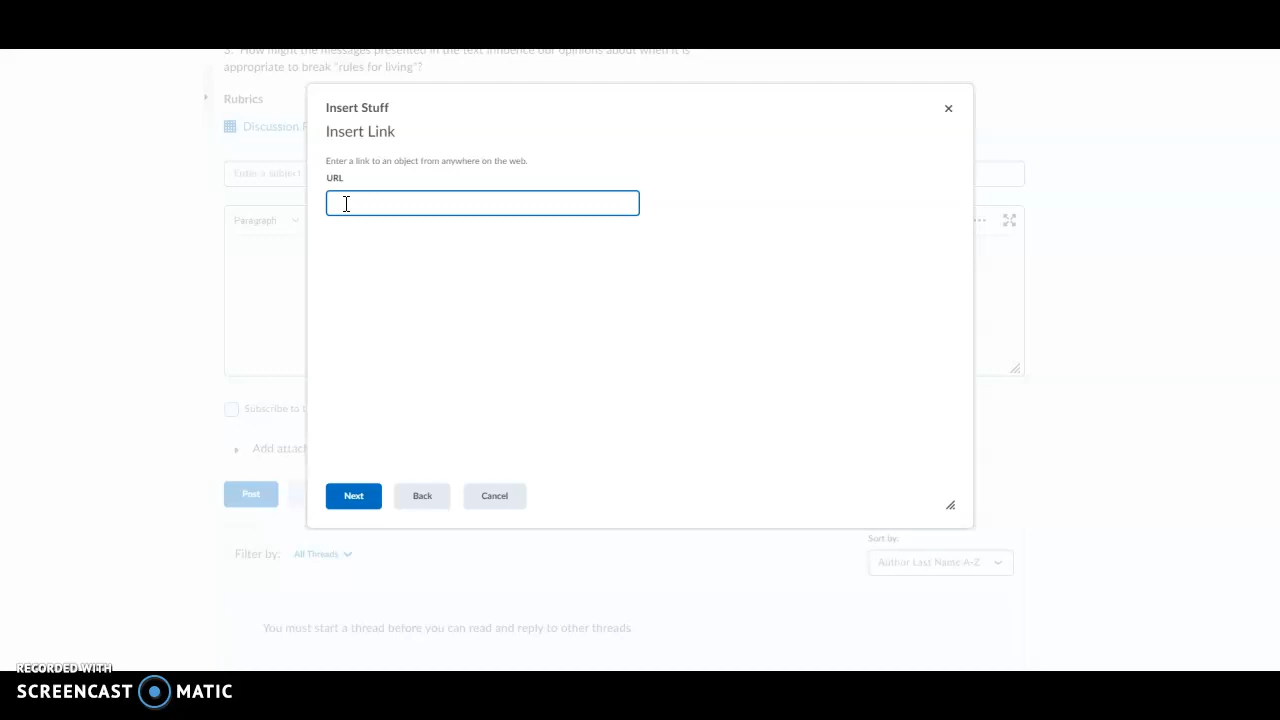 3. How might the messages presented in the text influence our opinions about when it is
appropriate to break "rules for living"?
Rubrics
Discussion
Insert Stuff
Insert Link
Enter a link to an object from anywhere on the web.
URL
Enter a subject
Paragraph
Subscribe to
Add attach
Next
Back
Cancel
Post
Filter by:
All Threads
Sort by:
Author Last Name A-Z
You must start a thread before you can read and reply to other threads.
RECORDED WITH
SCREENCAST MATIC